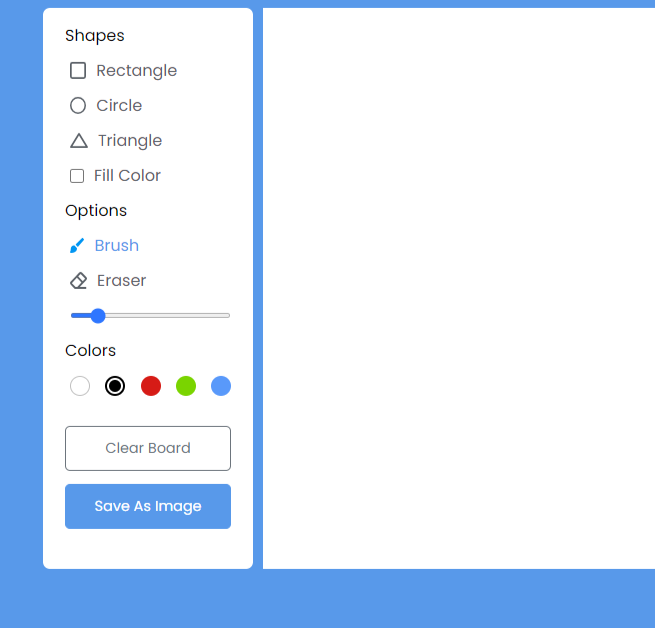 Shapes
Rectangle
Circle
Triangle
Fill Color
Options
Brush
Eraser
Colors
Clear Board
Save As Image